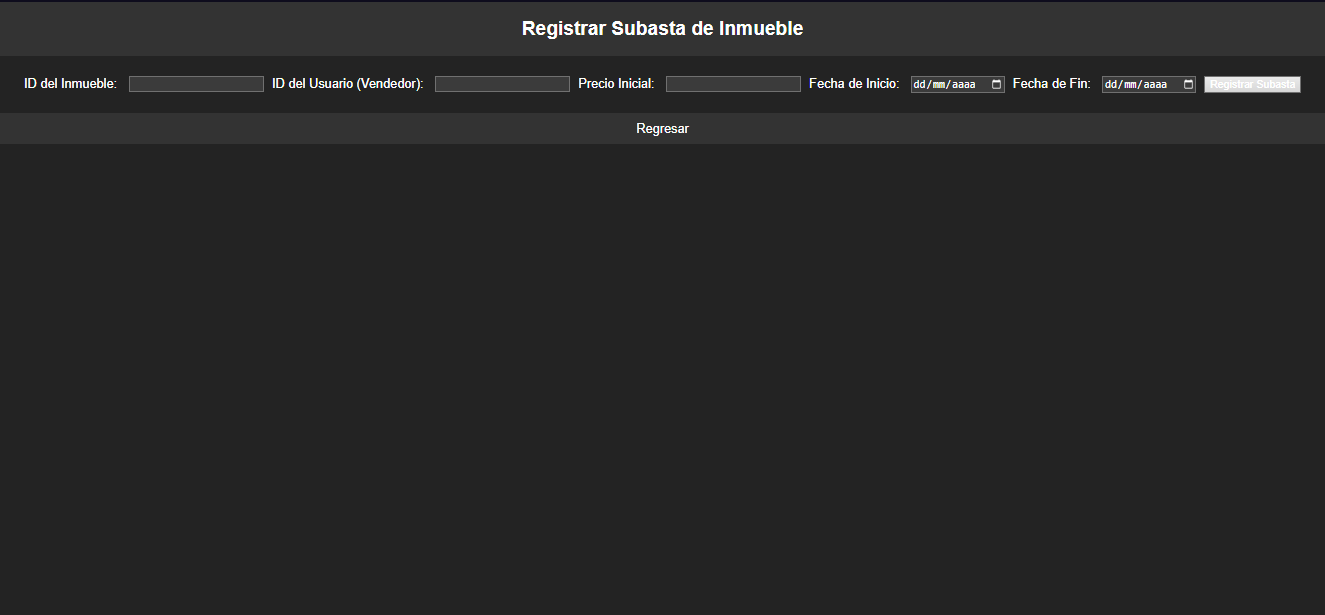 Registrar Subasta de Inmueble
ID del Inmueble: ID del Usuario (Vendedor): Precio Inicial: Fecha de Inicio: dd/mm/aaaa Fecha de Fin: dd/mm/aaaa Registrar Subasta
Regresar